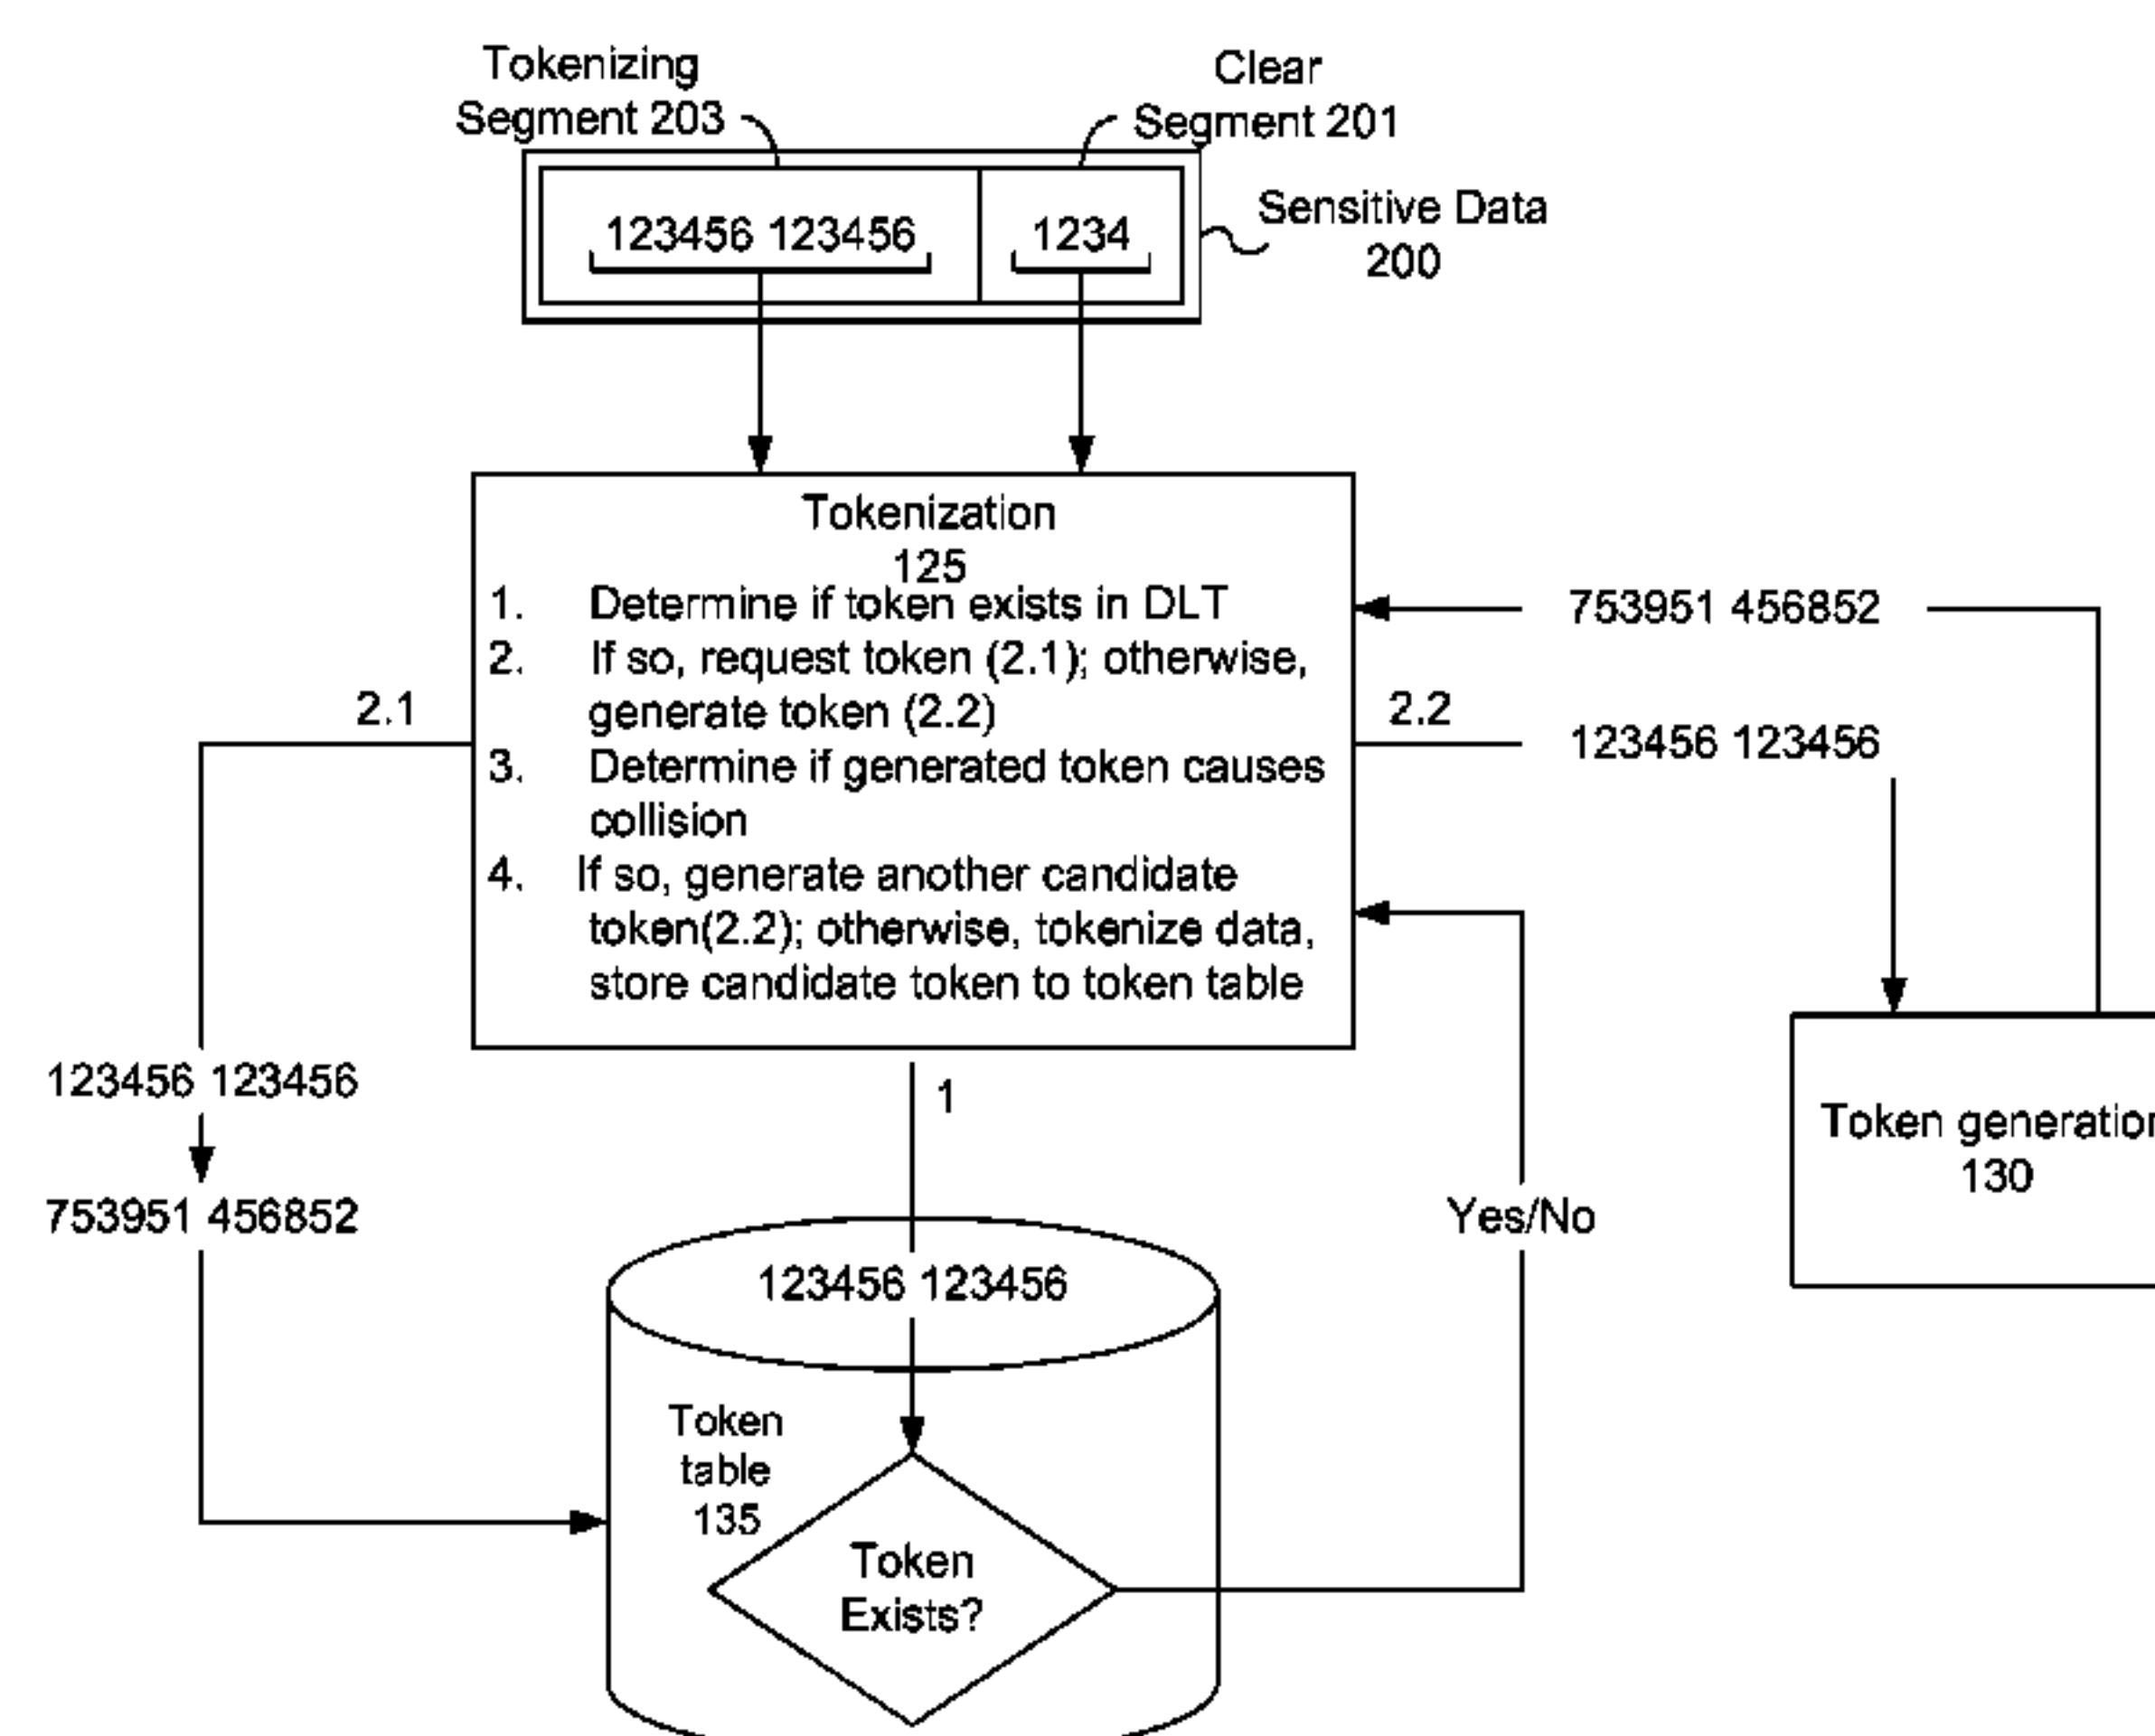 Tokenizing
Segment 203
Clear
Segment 201
123456 123456
1234
Sensitive Data
200
Tokenization
125
1. Determine if token exists in DLT
2. If so, request token (2.1); otherwise,
generate token (2.2)
3. Determine if generated token causes
collision
4. If so, generate another candidate
token(2.2); otherwise, tokenize data,
store candidate token to token table
753951 456852
2.1
2.2
123456 123456
123456 123456
753951 456852
1
Token generation
130
Yes/No
123456 123456
Token
table
135
Token
Exists?